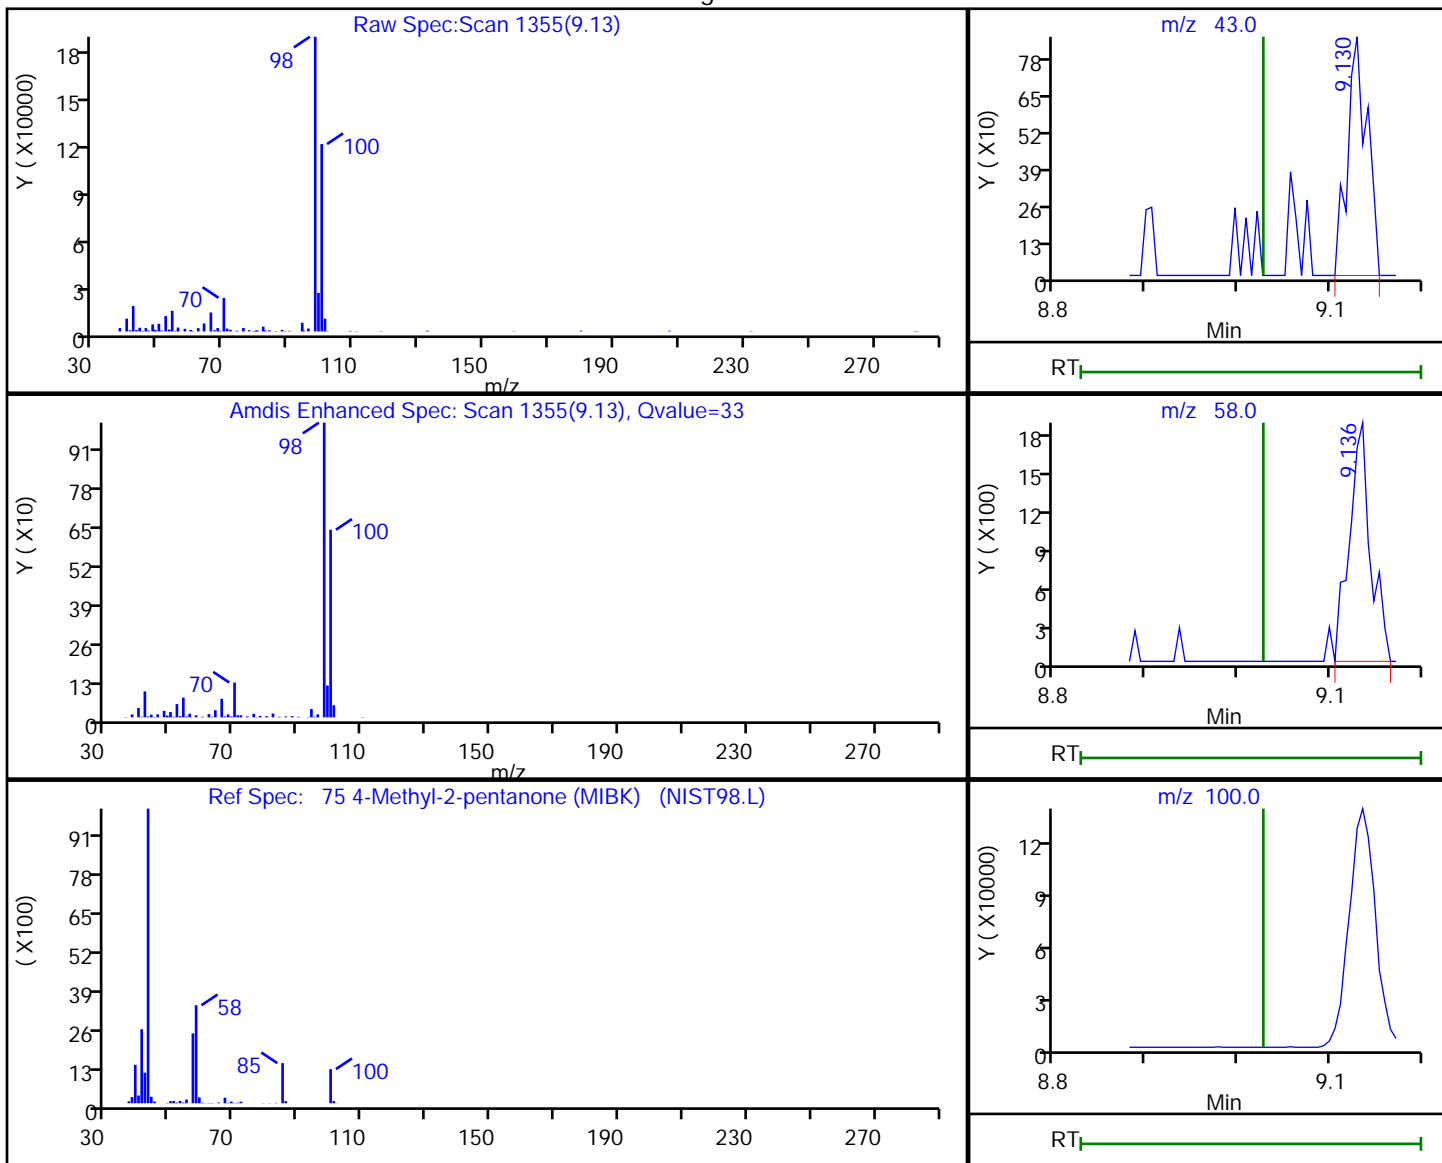 Raw Spec:Scan 1355(9.13)
Y ( X10000)
18
15
12
9
6
3
0
98
100
70
30 70 110 150 190 230 270
m/z
m/z 43.0
Y ( X10)
78
65
52
39
26
13
0
9.130
8.8 9.1
Min
RT
Amdis Enhanced Spec: Scan 1355(9.13), Qvalue=33
Y ( X10)
91
78
65
52
39
26
13
0
98
100
70
30 70 110 150 190 230 270
m/z
m/z 58.0
Y ( X100)
18
15
12
9
6
3
0
9.136
8.8 9.1
Min
RT
Ref Spec: 75 4-Methyl-2-pentanone (MIBK) (NIST98.L)
( X100)
91
78
65
52
39
26
13
0
58
85
100
30 70 110 150 190 230 270
m/z 100.0
Y ( X10000)
12
9
6
3
0
8.8 9.1
Min
RT